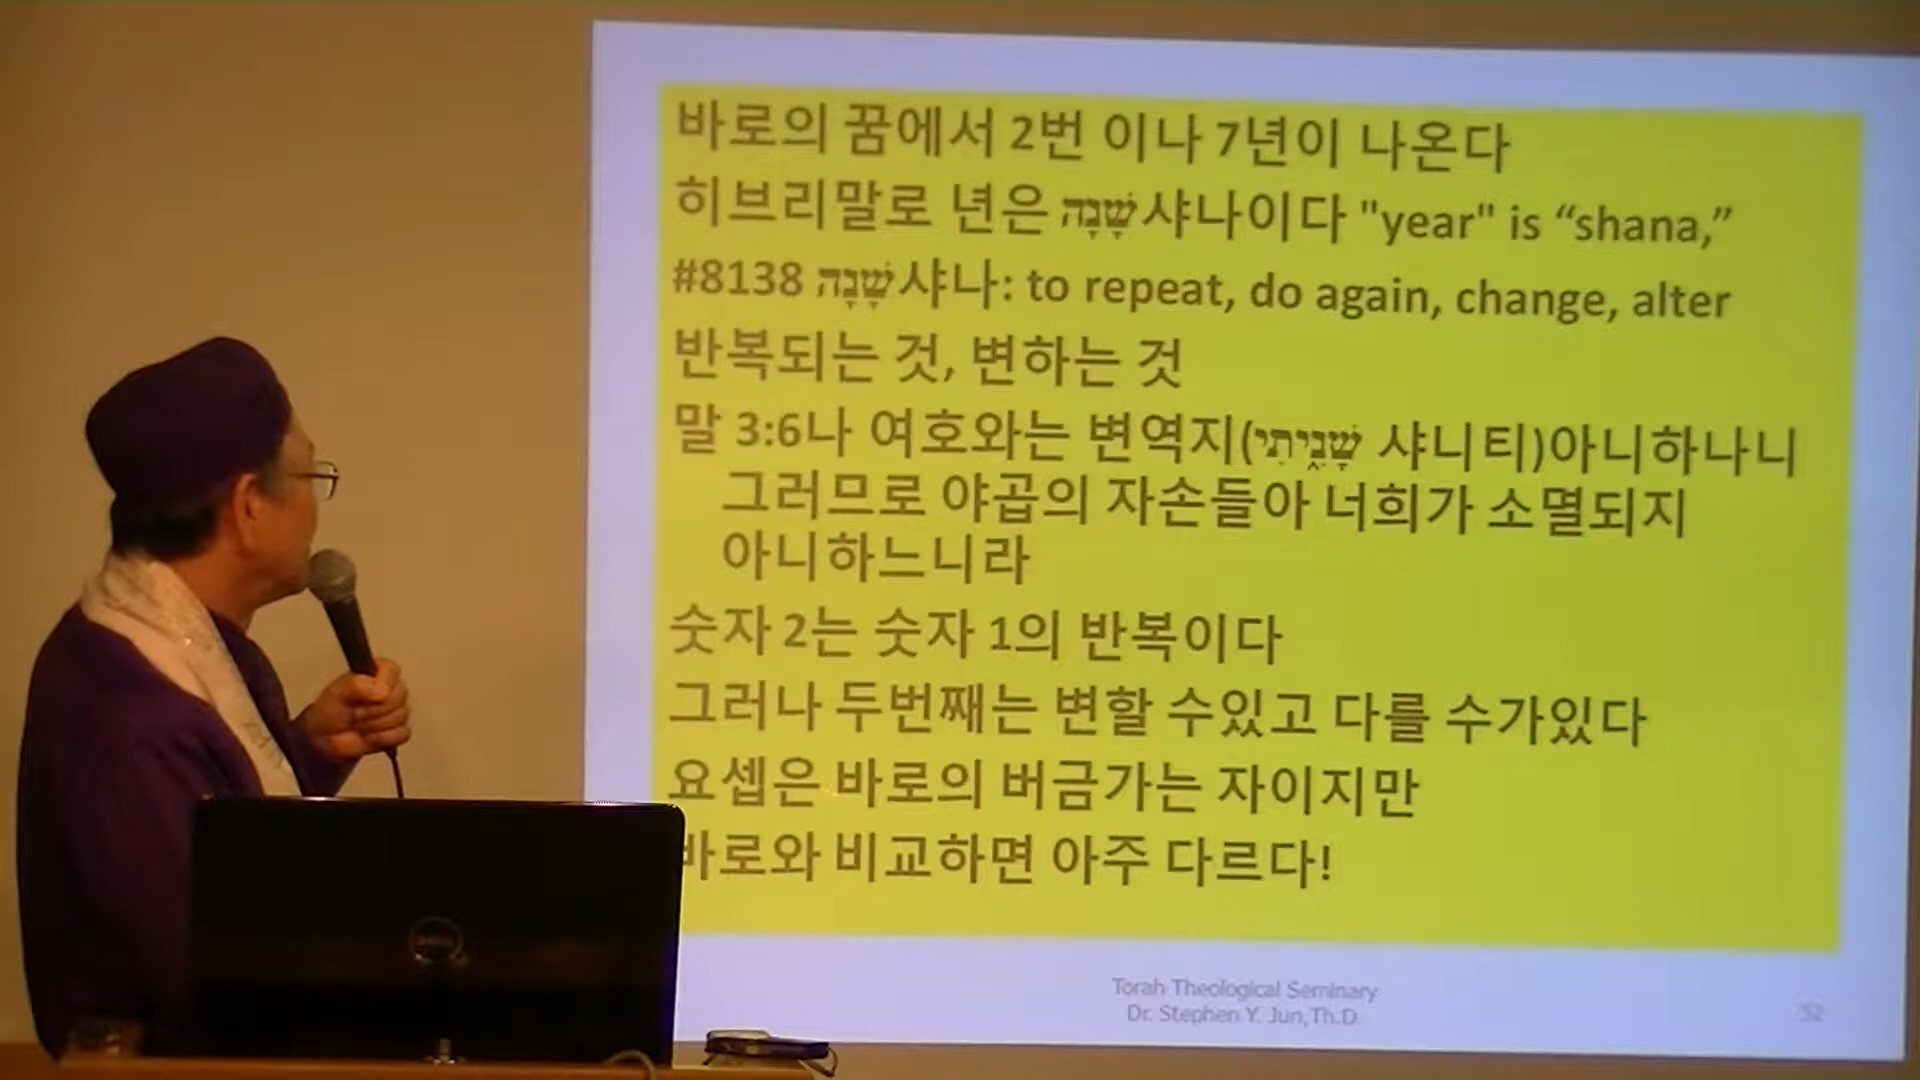 바로의 꿈에서 2번 이나 7년이 나온다
히브리말로 년은 שָׁנָה샤나이다 "year" is “shana,”
#8138 שָׁנָה샤나: to repeat, do again, change, alter
반복되는 것, 변하는 것
말 3:6나 여호와는 변역지(שָׁנִ֑יתִי 샤니티)아니하나니
그러므로 야곱의 자손들아 너희가 소멸되지
아니하느니라
숫자 2는 숫자 1의 반복이다
그러나 두번째는 변할 수있고 다를 수가있다
요셉은 바로의 버금가는 자이지만
바로와 비교하면 아주 다르다!
Torah Theological Seminary
Dr. Stephen Y. Jun,Th.D.
52
DELL